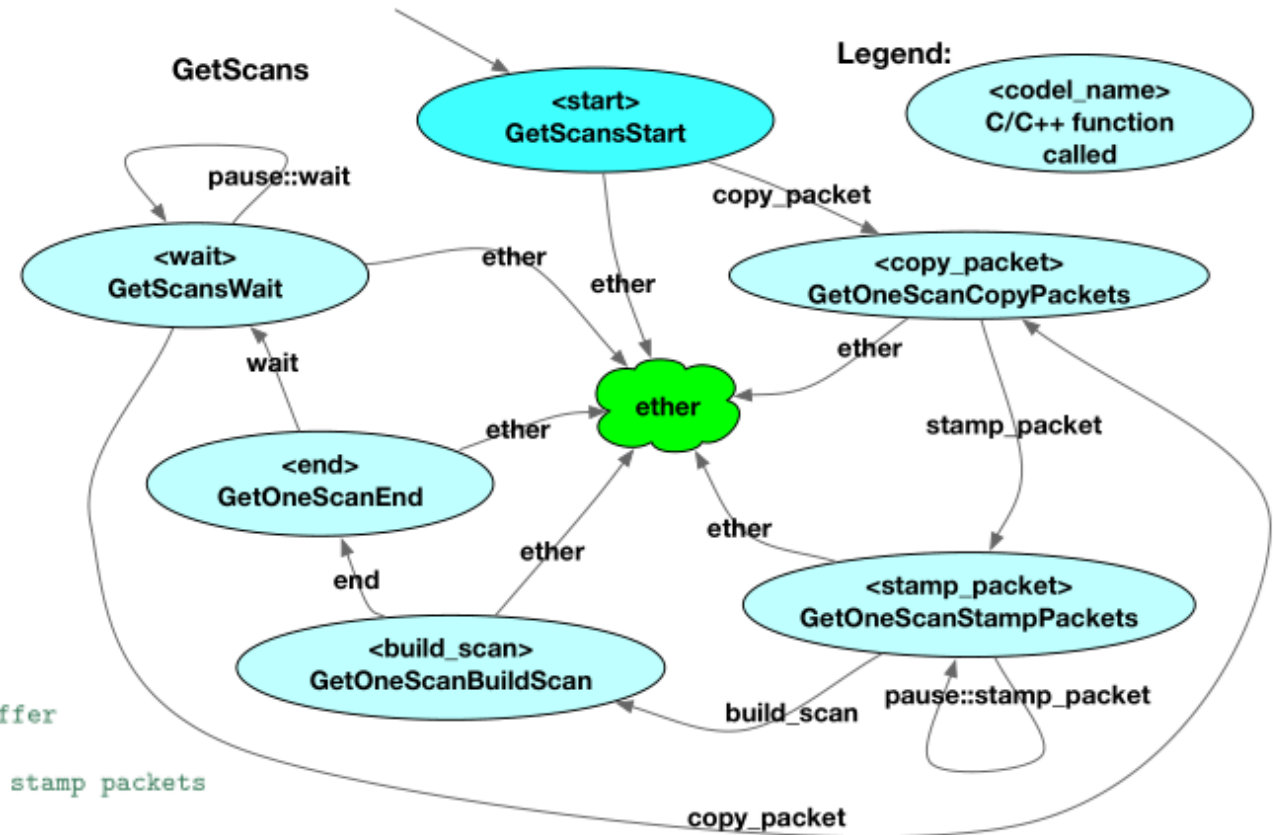 GetScans
Legend:
<start>
GetScansStart
<codel_name>
C/C++ function
called
pause::wait
copy_packet
<wait>
GetScansWait
ether
ether
<copy_packet>
GetOneScanCopyPackets
wait
ether
ether
stamp_packet
ether
<end>
GetOneScanEnd
ether
ether
end
<stamp_packet>
GetOneScanStampPackets
<build_scan>
GetOneScanBuildScan
pause::stamp_packet
build_scan
ffer
stamp packets
copy_packet